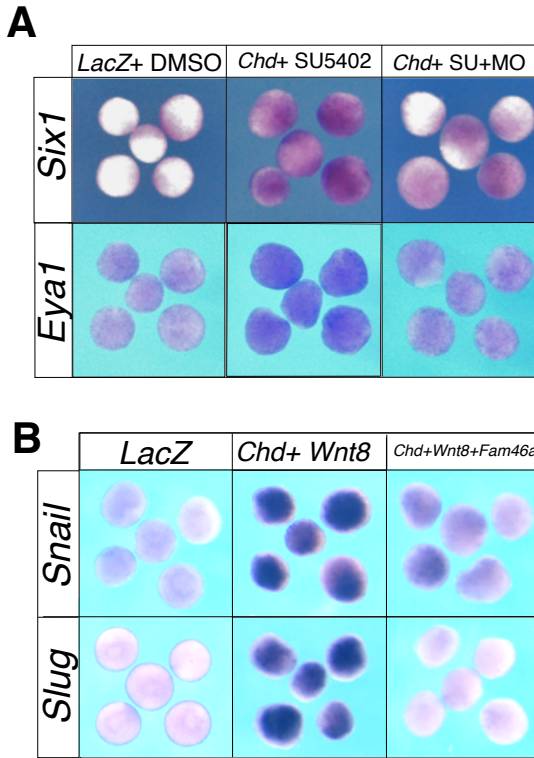 A
LacZ+ DMSO Chd+ SU5402 Chd+ SU+MO
Six1
Eya1
B
LacZ Chd+ Wnt8 Chd+Wnt8+Fam46a
Snail
Slug